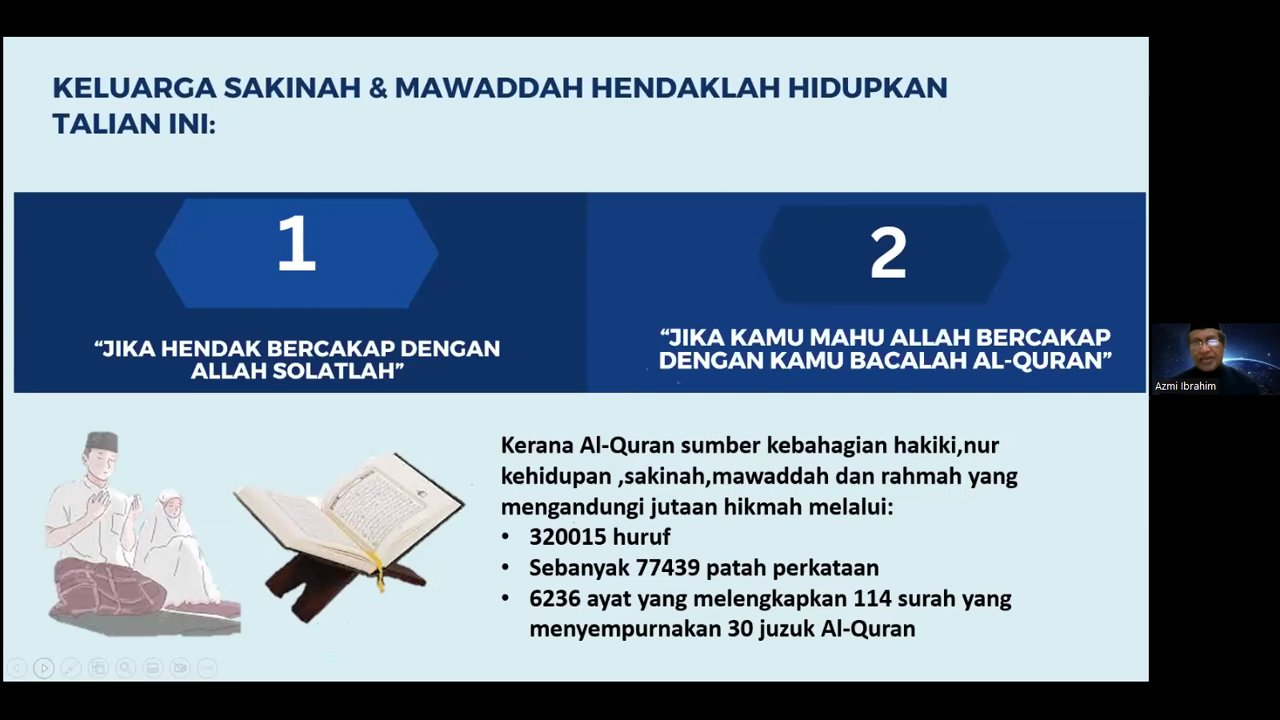 KELUARGA SAKINAH & MAWADDAH HENDAKLAH HIDUPKAN
TALIAN INI:
1
“JIKA HENDAK BERCAKAP DENGAN
ALLAH SOLATLAH”
2
“JIKA KAMU MAHU ALLAH BERCAKAP
DENGAN KAMU BACALAH AL-QURAN”
Kerana Al-Quran sumber kebahagian hakiki,nur
kehidupan ,sakinah,mawaddah dan rahmah yang
mengandungi jutaan hikmah melalui:
• 320015 huruf
• Sebanyak 77439 patah perkataan
• 6236 ayat yang melengkapkan 114 surah yang
menyempurnakan 30 juzuk Al-Quran
Azmi Ibrahim